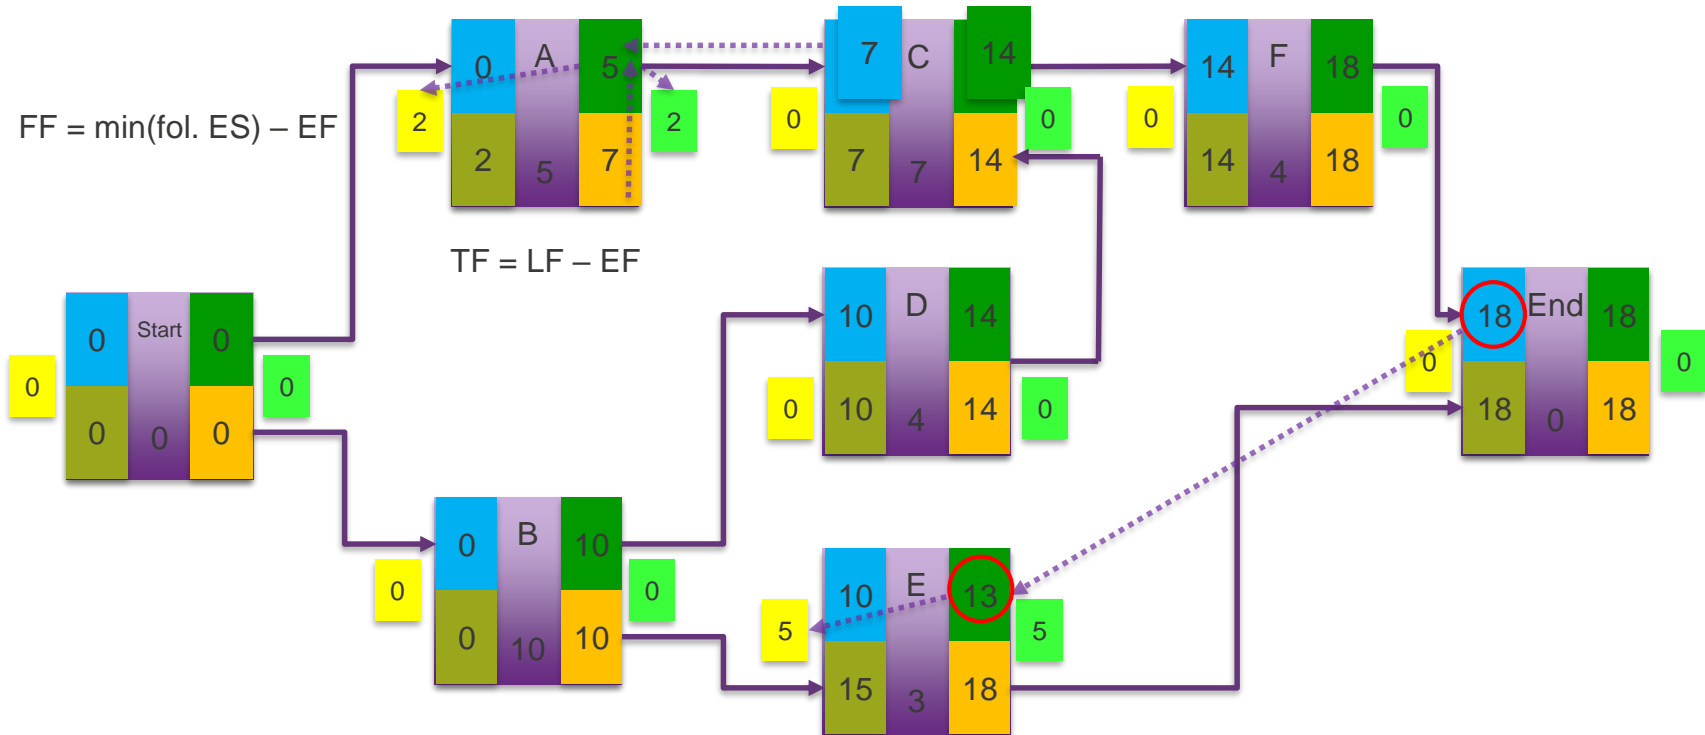 0 A 5
2 5 7
2
2
7 C 14
7 7 14
0
0
14 F 18
14 4 18
0
0
FF = min(fol. ES) – EF
TF = LF – EF
0 Start 0
0 0 0
0
0
10 D 14
10 4 14
0
0
18 End 18
18 0 18
0
0
0 B 10
0 10 10
0
0
10 E 13
15 3 18
5
5